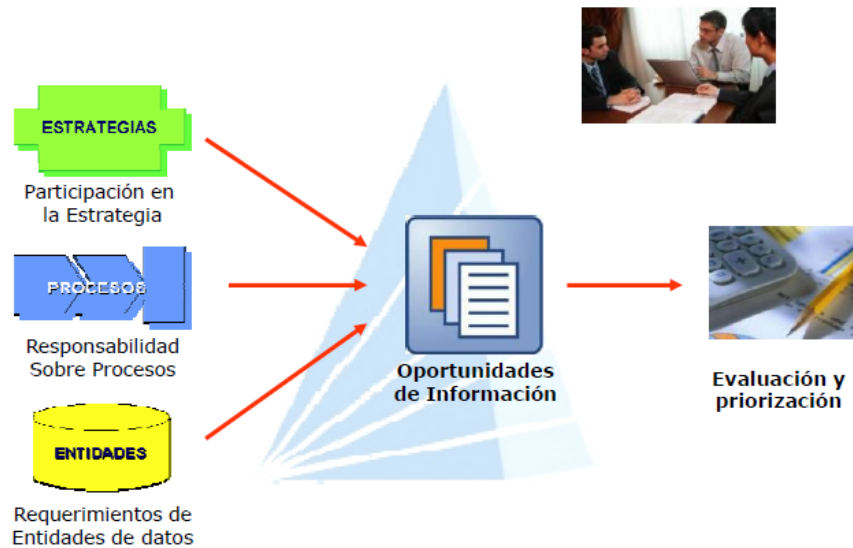 ESTRATEGIAS
Participación en
la Estrategia
PROCESOS
Responsabilidad
Sobre Procesos
ENTIDADES
Requerimientos de
Entidades de datos
Oportunidades
de Información
Evaluación y
priorización